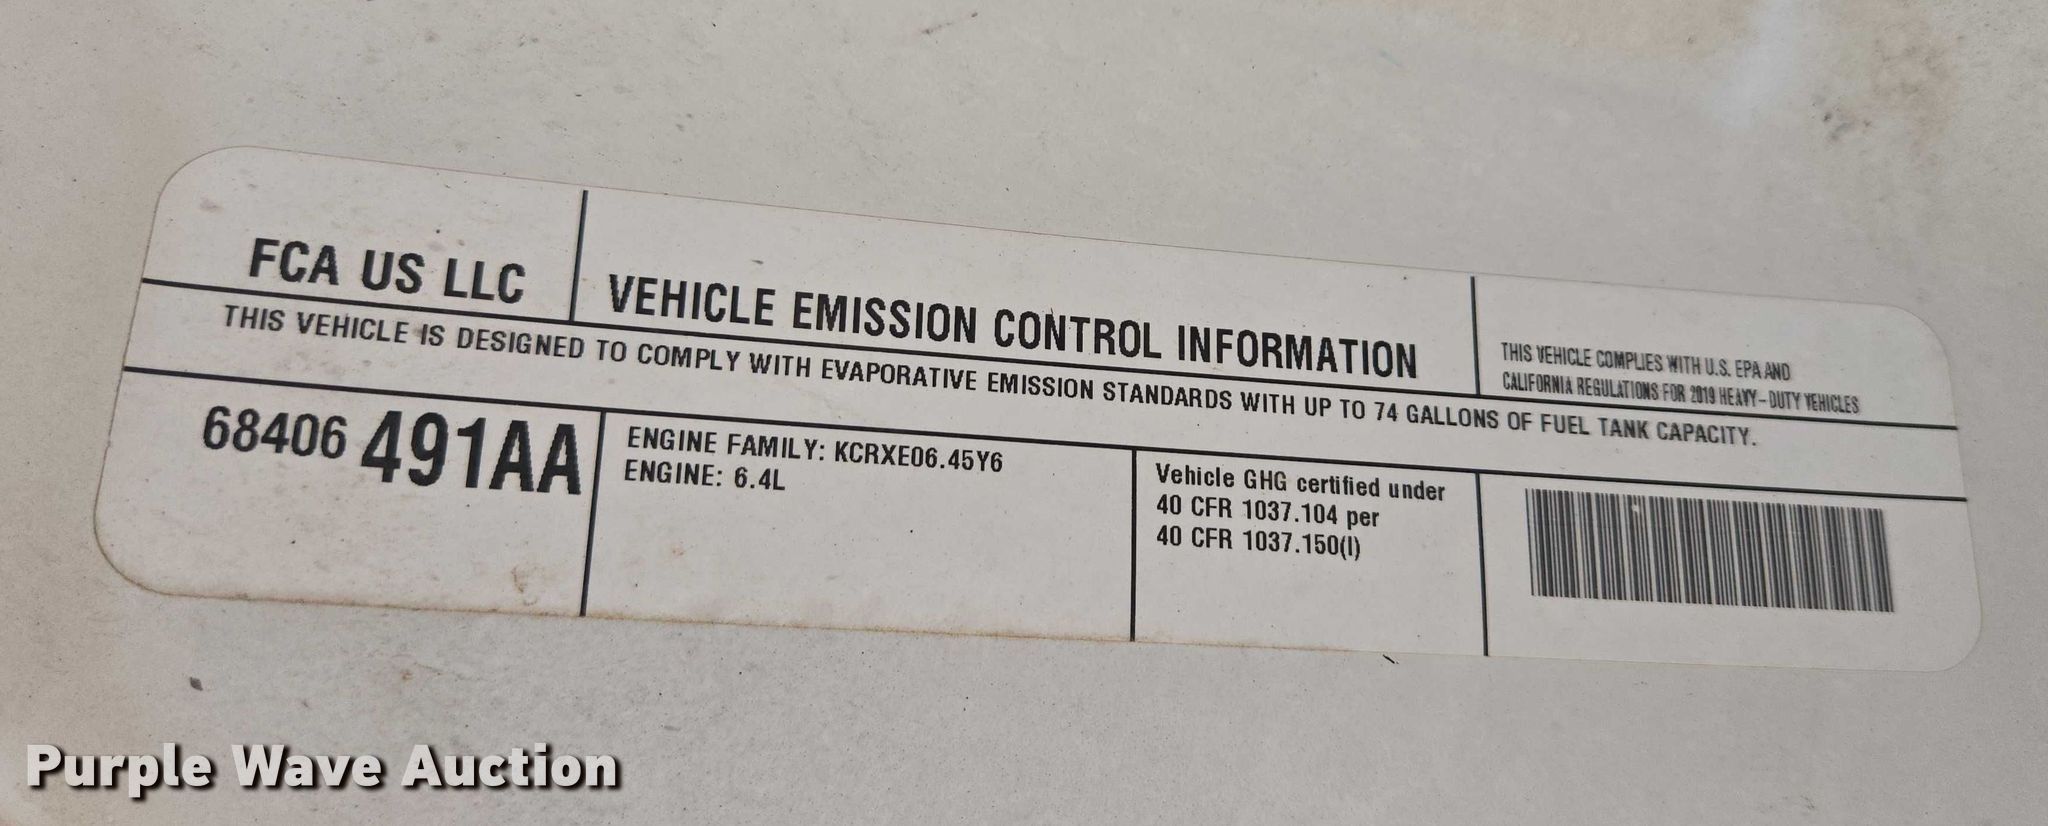 FCA US LLC
VEHICLE EMISSION CONTROL INFORMATION
THIS VEHICLE COMPLIES WITH U.S. EPA AND
CALIFORNIA REGULATIONS FOR 2019 HEAVY-DUTY VEHICLES
THIS VEHICLE IS DESIGNED TO COMPLY WITH EVAPORATIVE EMISSION STANDARDS WITH UP TO 74 GALLONS OF FUEL TANK CAPACITY.
68406 491AA
ENGINE FAMILY: KCRXE06.45Y6
ENGINE: 6.4L
Vehicle GHG certified under
40 CFR 1037.104 per
40 CFR 1037.150(l)
Purple Wave Auction